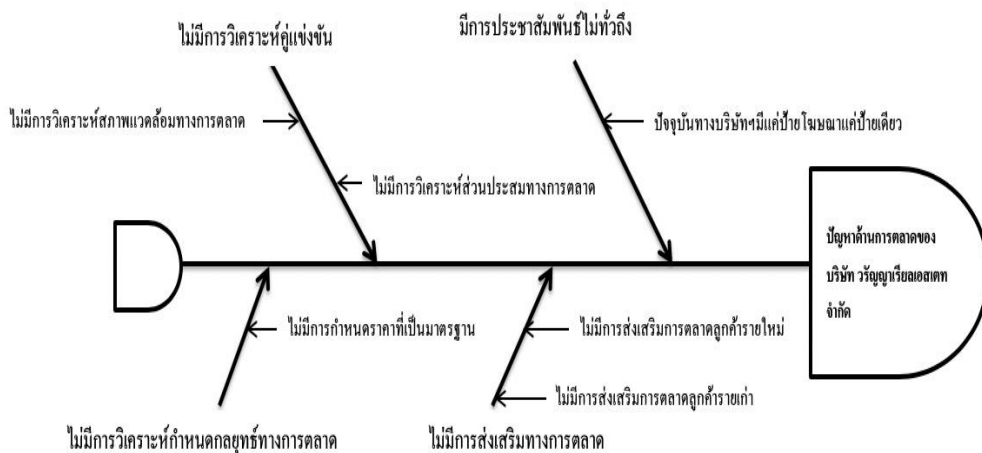 ไม่มีการวิเคราะห์คู่แข่งขัน
มีการประชาสัมพันธ์ไม่ทั่วถึง
ไม่มีการวิเคราะห์สภาพแวดล้อมทางการตลาด
ปัจจุบันทางบริษัทฯมีแค่ป้ายโฆษณาแค่ป้ายเดียว
ไม่มีการวิเคราะห์ส่วนประสมทางการตลาด
ปัญหาด้านการตลาดของ
บริษัท วรัญญาเรียลเอสเตท
จำกัด
ไม่มีการกำหนดราคาที่เป็นมาตรฐาน
ไม่มีการส่งเสริมการตลาดลูกค้ารายใหม่
ไม่มีการส่งเสริมการตลาดลูกค้ารายเก่า
ไม่มีการวิเคราะห์กำหนดกลยุทธ์ทางการตลาด
ไม่มีการส่งเสริมทางการตลาด